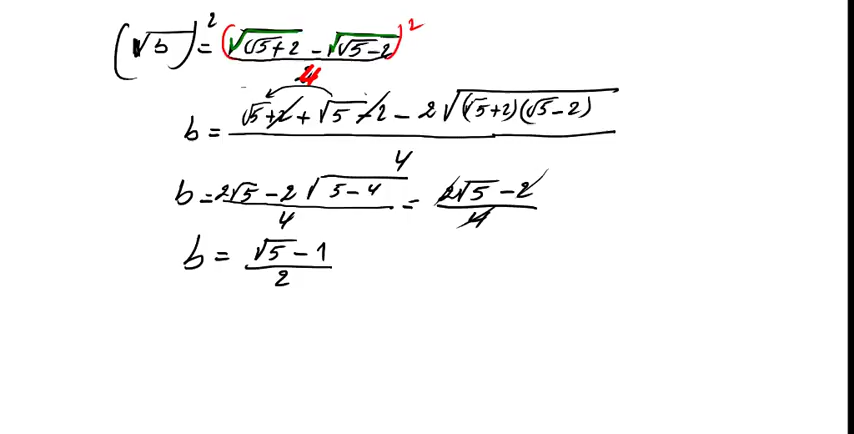 (√b)² = (√(√5+2) − √(√5−2))² / 4
b = (√5+2 + √5−2 − 2√((√5+2)(√5−2))) / 4
b = (2√5 − 2√(5−4)) / 4 = (2√5 − 2) / 4
b = (√5 − 1) / 2